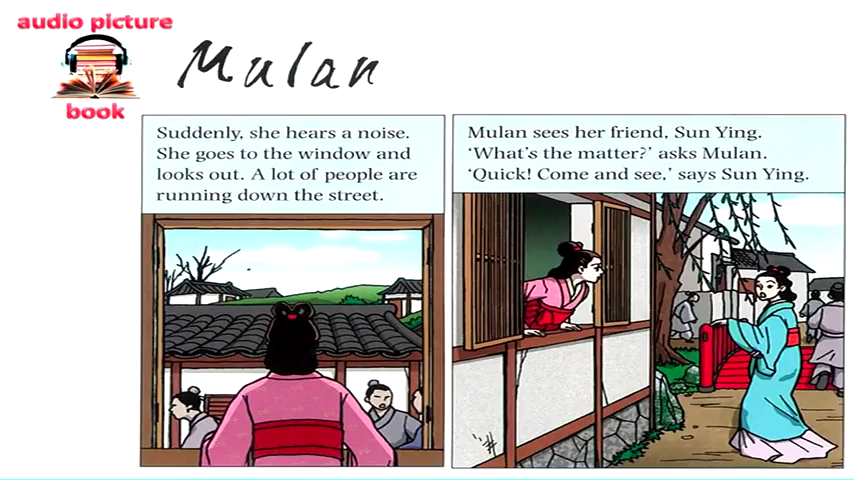 audio picture
book
Mulan
Suddenly, she hears a noise.
She goes to the window and
looks out. A lot of people are
running down the street.
Mulan sees her friend, Sun Ying.
‘What’s the matter?’ asks Mulan.
‘Quick! Come and see,’ says Sun Ying.